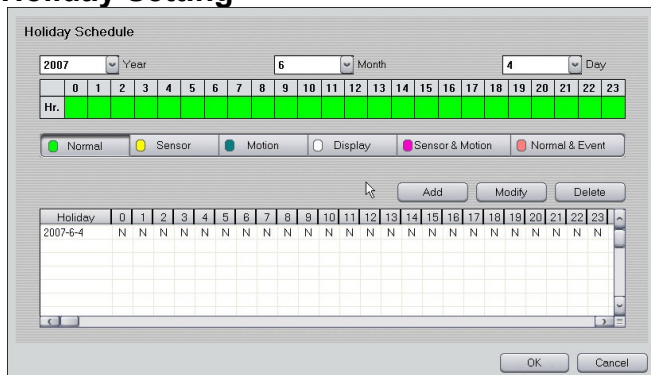 Holiday Schedule
2007 Year 6 Month 4 Day
0 1 2 3 4 5 6 7 8 9 10 11 12 13 14 15 16 17 18 19 20 21 22 23
Hr.
Normal Sensor Motion Display Sensor & Motion Normal & Event
Add Modify Delete
Holiday 0 1 2 3 4 5 6 7 8 9 10 11 12 13 14 15 16 17 18 19 20 21 22 23
2007-6-4 N N N N N N N N N N N N N N N N N N N N N N N N
OK Cancel